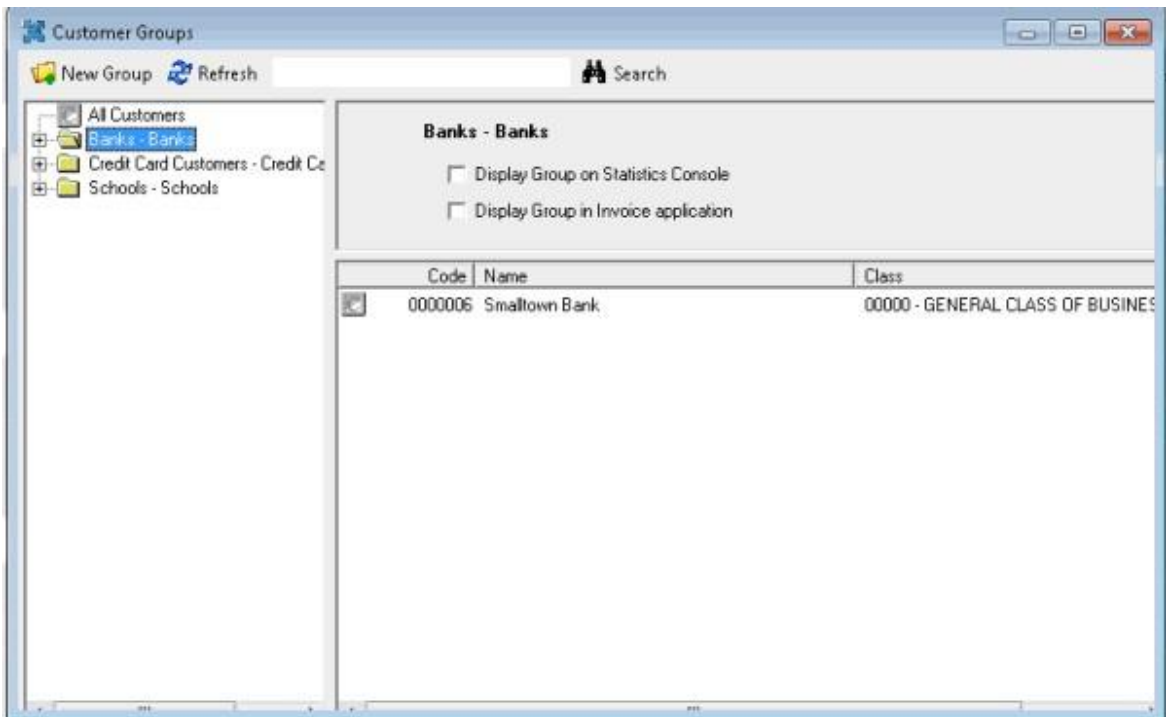 Customer Groups
New Group Refresh Search
All Customers
Banks - Banks
Credit Card Customers - Credit Ca
Schools - Schools
Banks - Banks
Display Group on Statistics Console
Display Group in Invoice application
Code Name Class
0000006 Smalltown Bank 00000 - GENERAL CLASS OF BUSINES